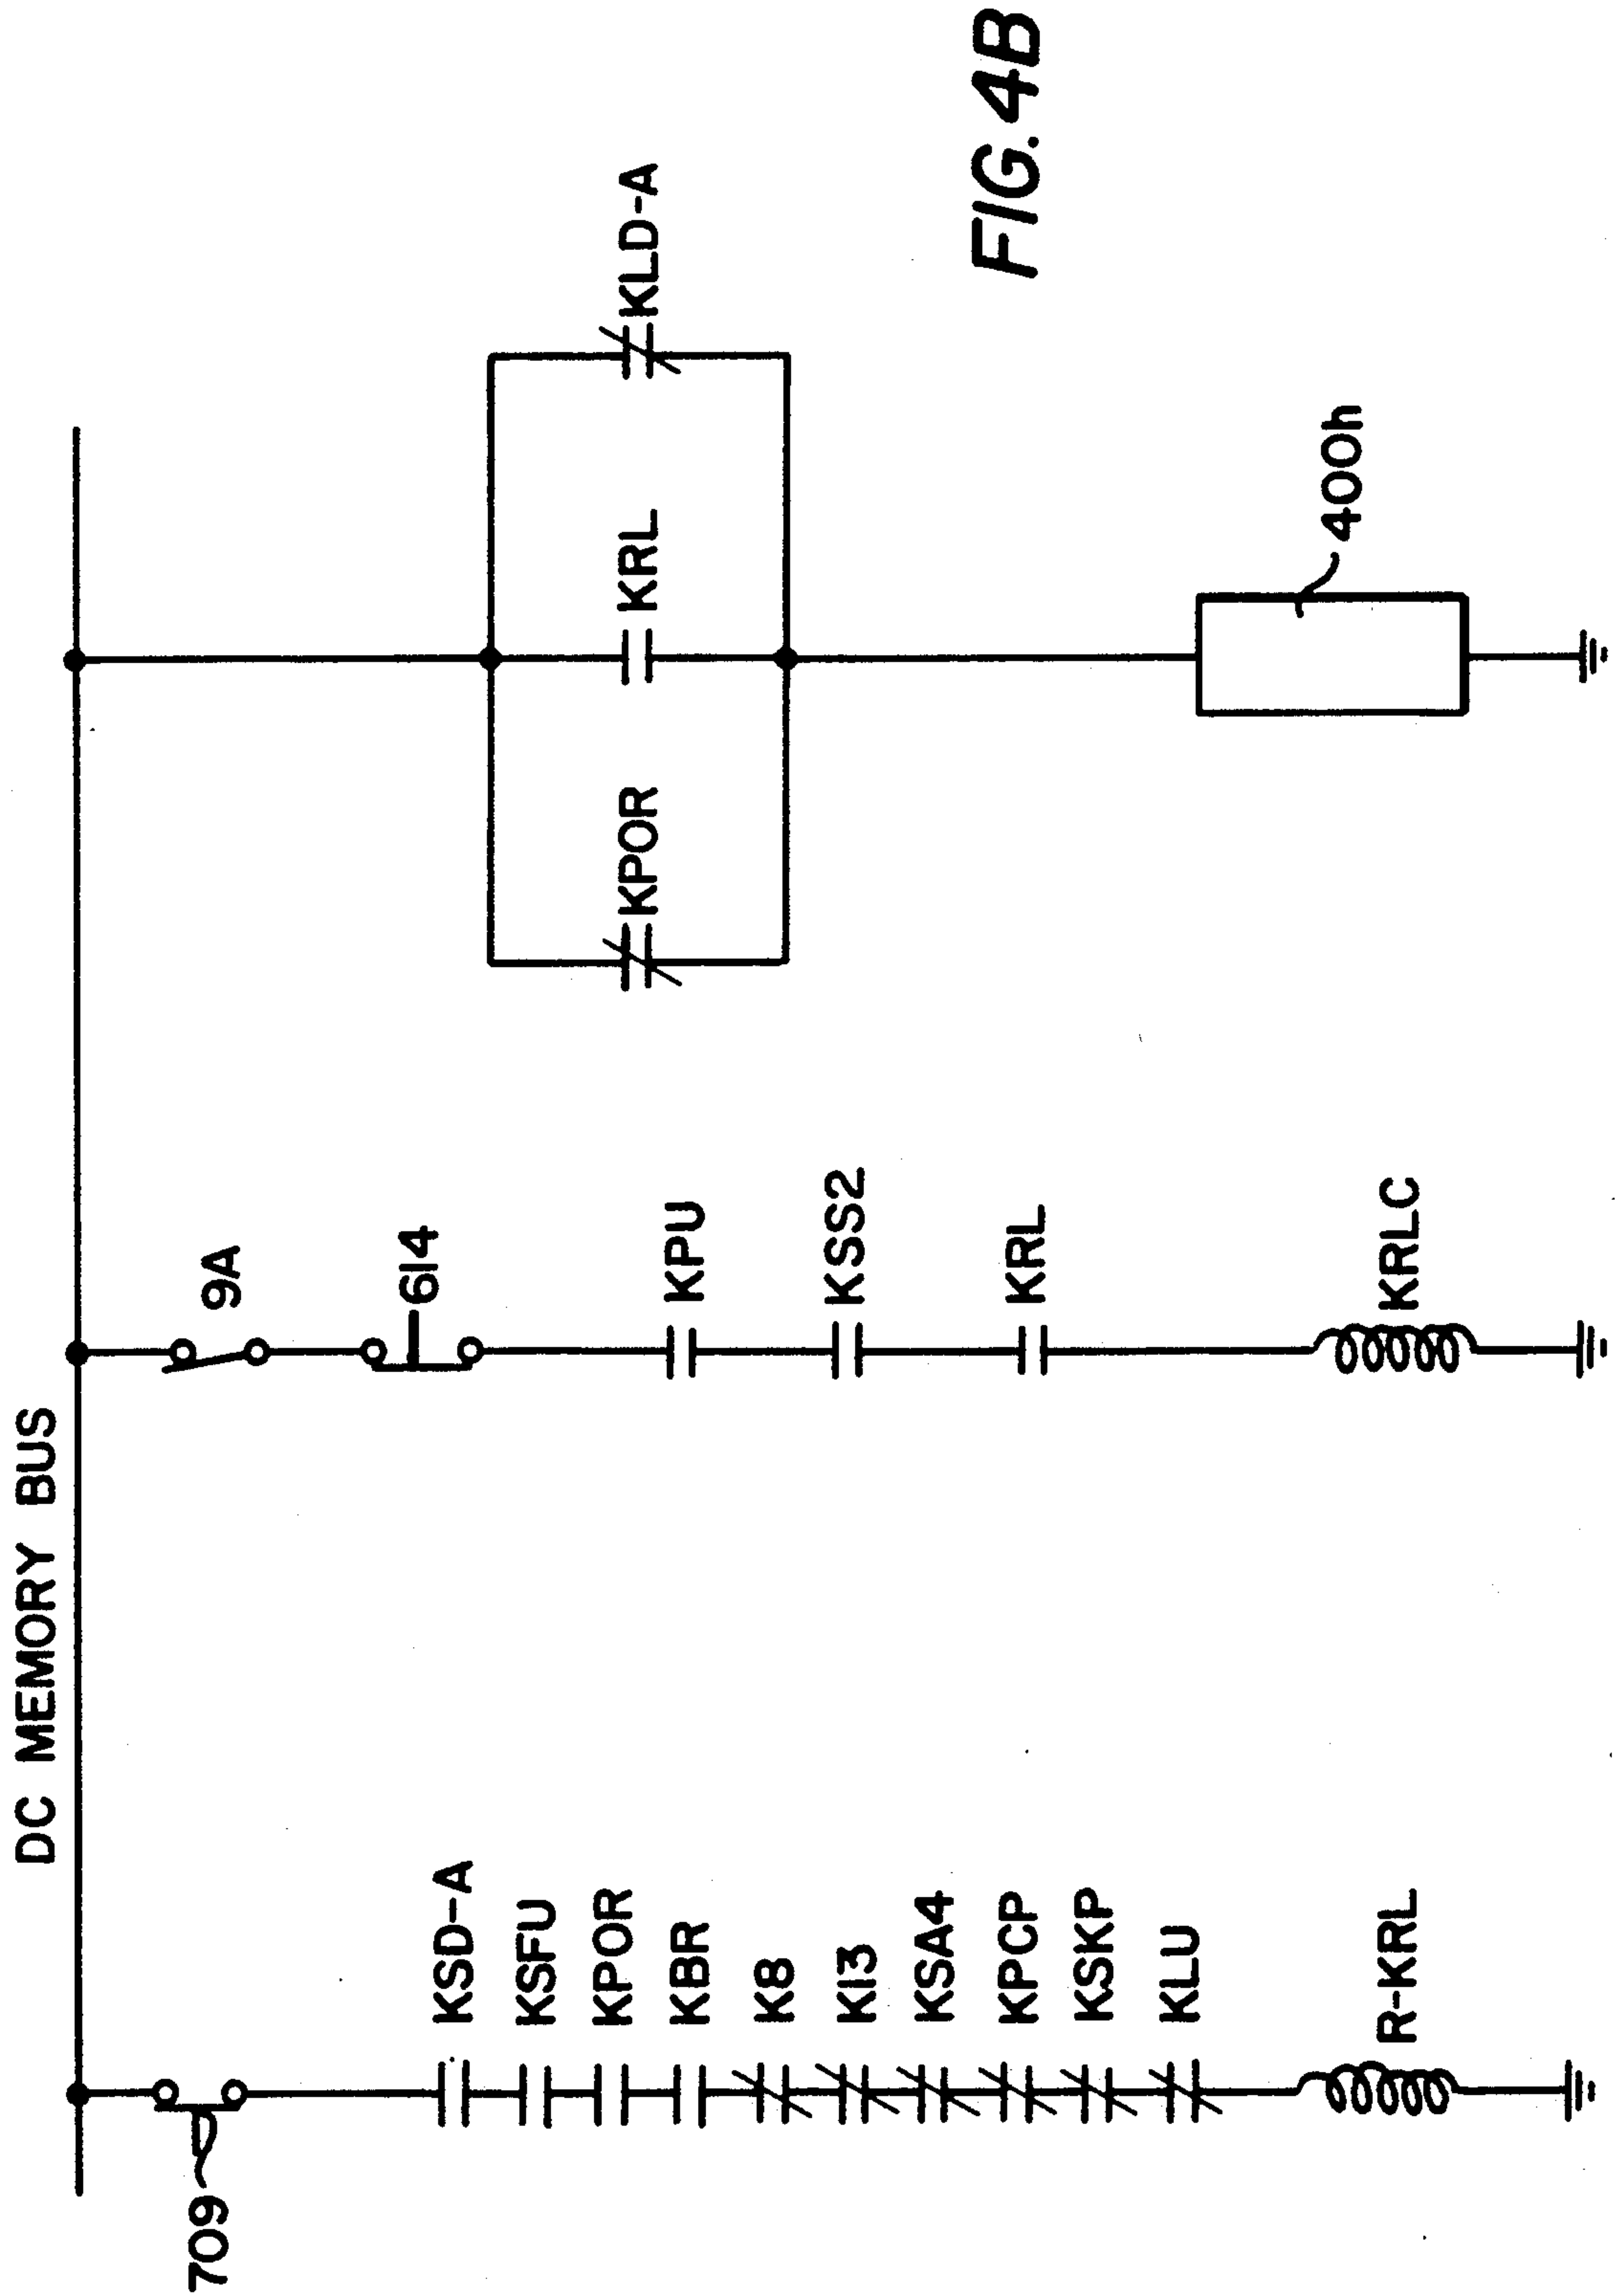 DC MEMORY BUS
709
KSD-A
KSFU
KPOR
KBR
K8
K13
KSA4
KPCP
KSKP
KLU
R-KRL
9A
614
KPU
KSS2
KRL
KRLC
KPOR
KRL
KLD-A
400h
FIG. 4B